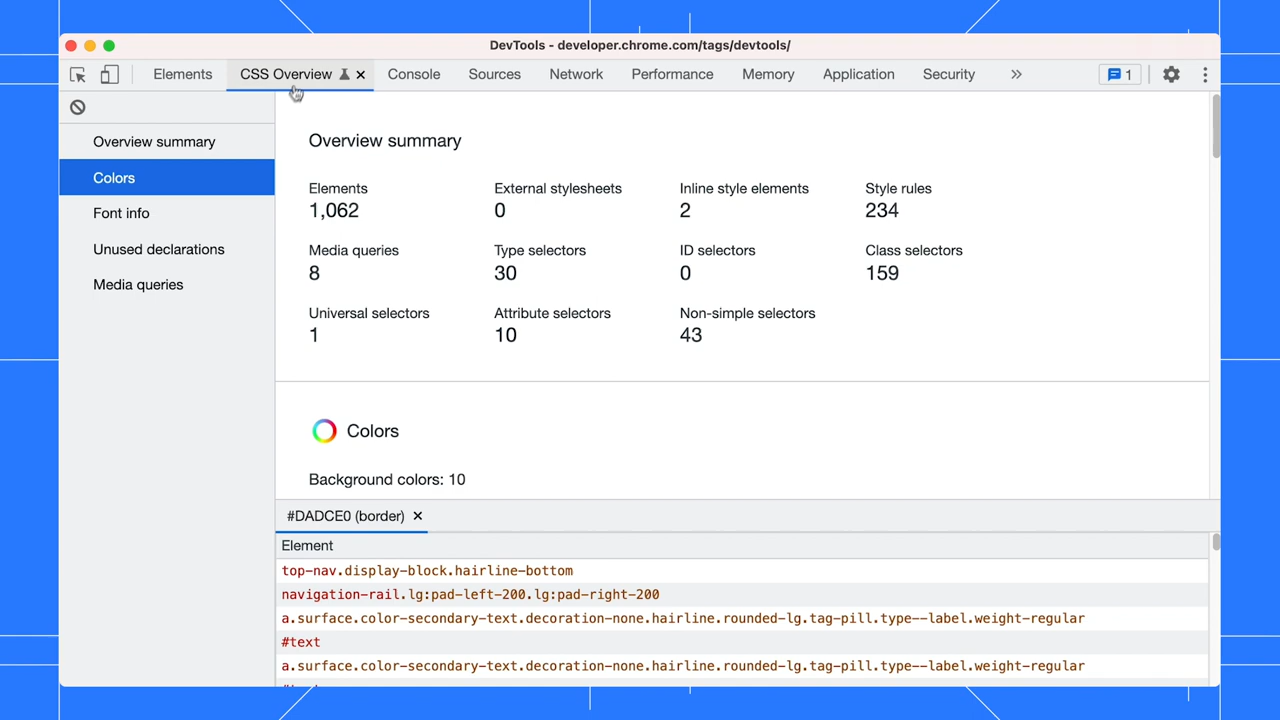 DevTools - developer.chrome.com/tags/devtools/
Elements CSS Overview Console Sources Network Performance Memory Application Security 1
Overview summary
Colors
Font info
Unused declarations
Media queries
Overview summary
Elements External stylesheets Inline style elements Style rules
1,062 0 2 234
Media queries Type selectors ID selectors Class selectors
8 30 0 159
Universal selectors Attribute selectors Non-simple selectors
1 10 43
Colors
Background colors: 10
#DADCE0 (border)
Element
top-nav.display-block.hairline-bottom
navigation-rail.lg:pad-left-200.lg:pad-right-200
a.surface.color-secondary-text.decoration-none.hairline.rounded-lg.tag-pill.type--label.weight-regular
#text
a.surface.color-secondary-text.decoration-none.hairline.rounded-lg.tag-pill.type--label.weight-regular